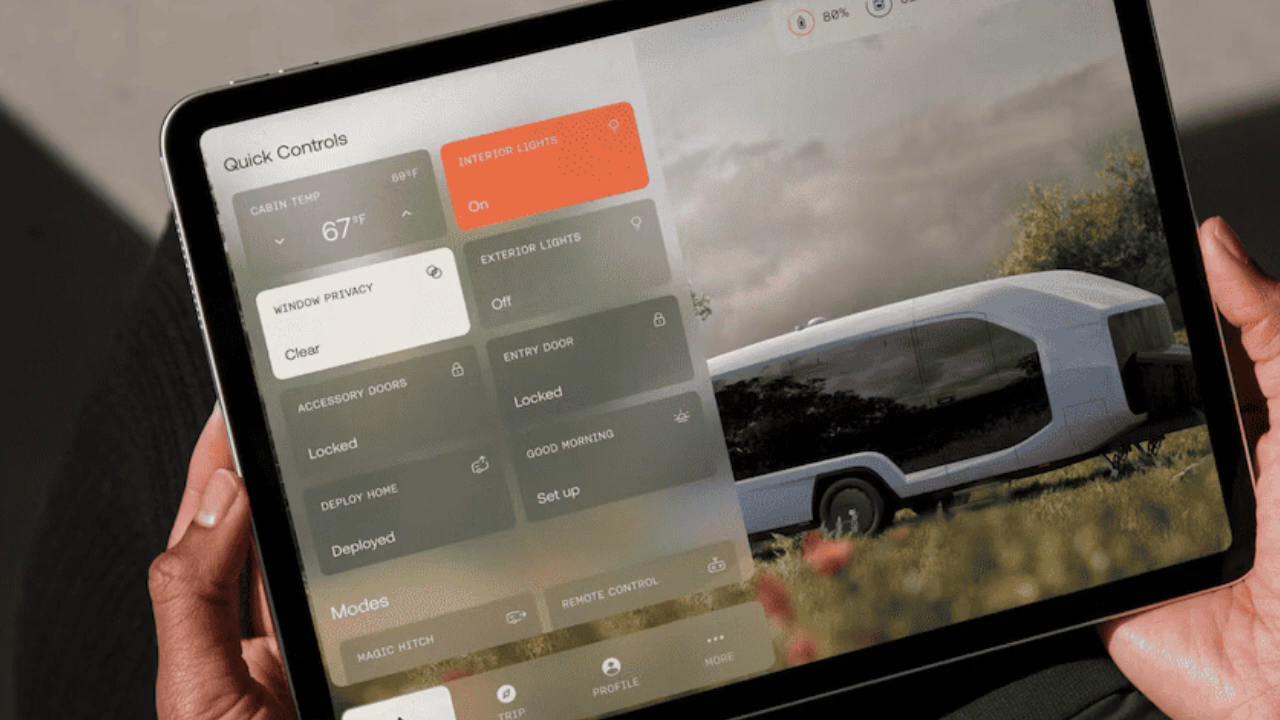 80%
Quick Controls
CABIN TEMP
60°F
67°F
INTERIOR LIGHTS
On
WINDOW PRIVACY
Clear
EXTERIOR LIGHTS
Off
ACCESSORY DOORS
Locked
ENTRY DOOR
Locked
DEPLOY HOME
Deployed
GOOD MORNING
Set up
Modes
MAGIC HITCH
REMOTE CONTROL
TRIP
PROFILE
MORE